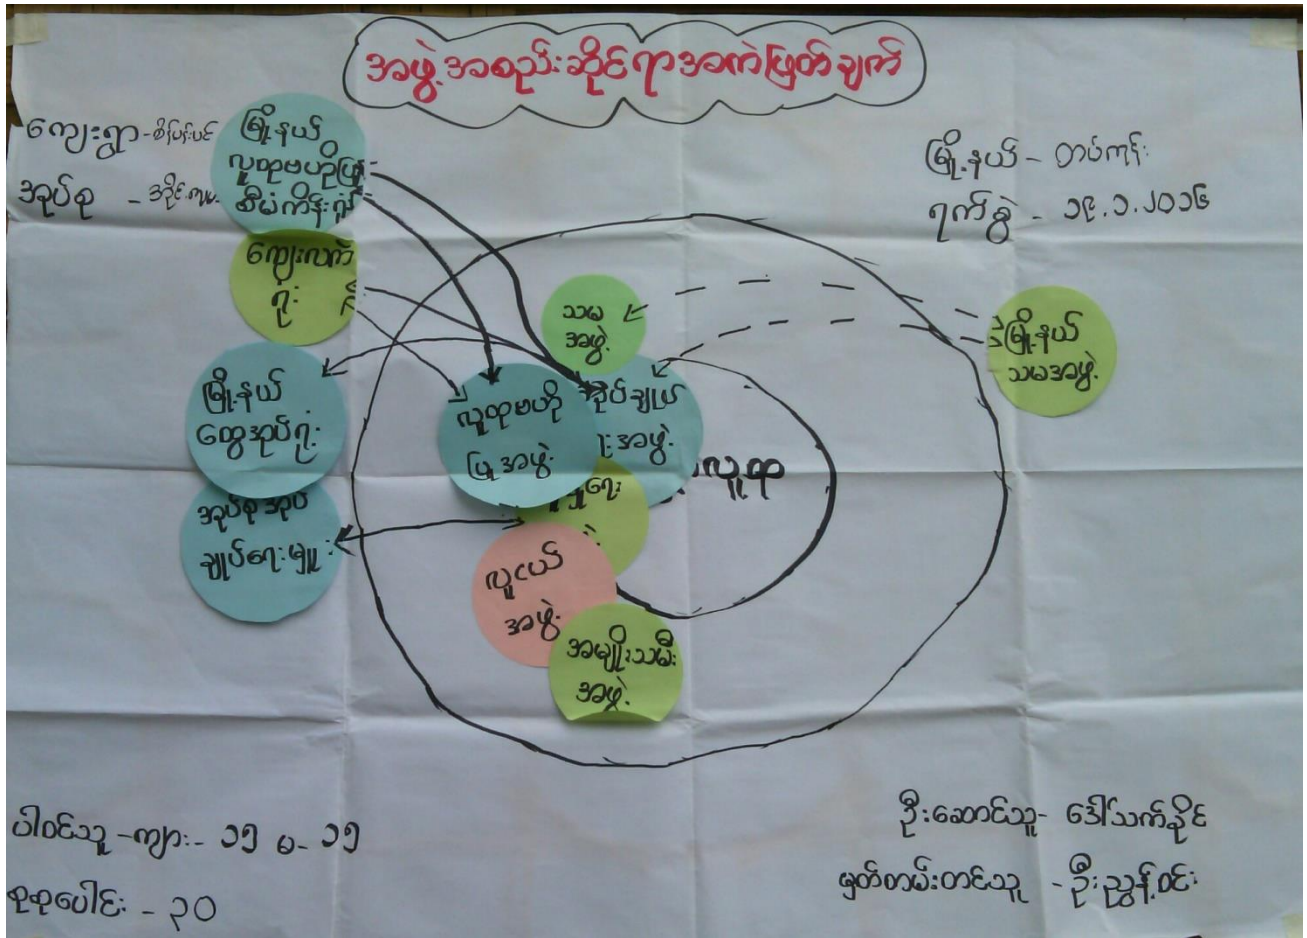 အဖွဲ့အစည်းဆိုင်ရာအကဲဖြတ်ချက်
ကျေးရွာ - စိမ်ပန်းပင်
အုပ်စု -
မြို့နယ် - တပ်ကုန်း
ရက်စွဲ - ၁၉.၁.၂၀၁၆
မြို့နယ်
လူထုဗဟိုပြု
စီမံကိန်းရုံး
ကျေးလက်
ရုံး
မြို့နယ်
ထွေအုပ်ရုံး
အုပ်စုအုပ်
ချုပ်ရေးမှူး
သမ
အဖွဲ့
လူထုဗဟို
ပြုအဖွဲ့
အုပ်ချုပ်
ရေးအဖွဲ့
လူထု
လူငယ်
အဖွဲ့
အမျိုးသမီး
အဖွဲ့
မြို့နယ်
သမအဖွဲ့
ပါဝင်သူ - ကျား - ၁၅ မ - ၁၅
စုစုပေါင်း - ၃၀
ဦးဆောင်သူ - ဒေါ်သက်ခိုင်
မှတ်တမ်းတင်သူ - ဦးညွန့်ဝင်း